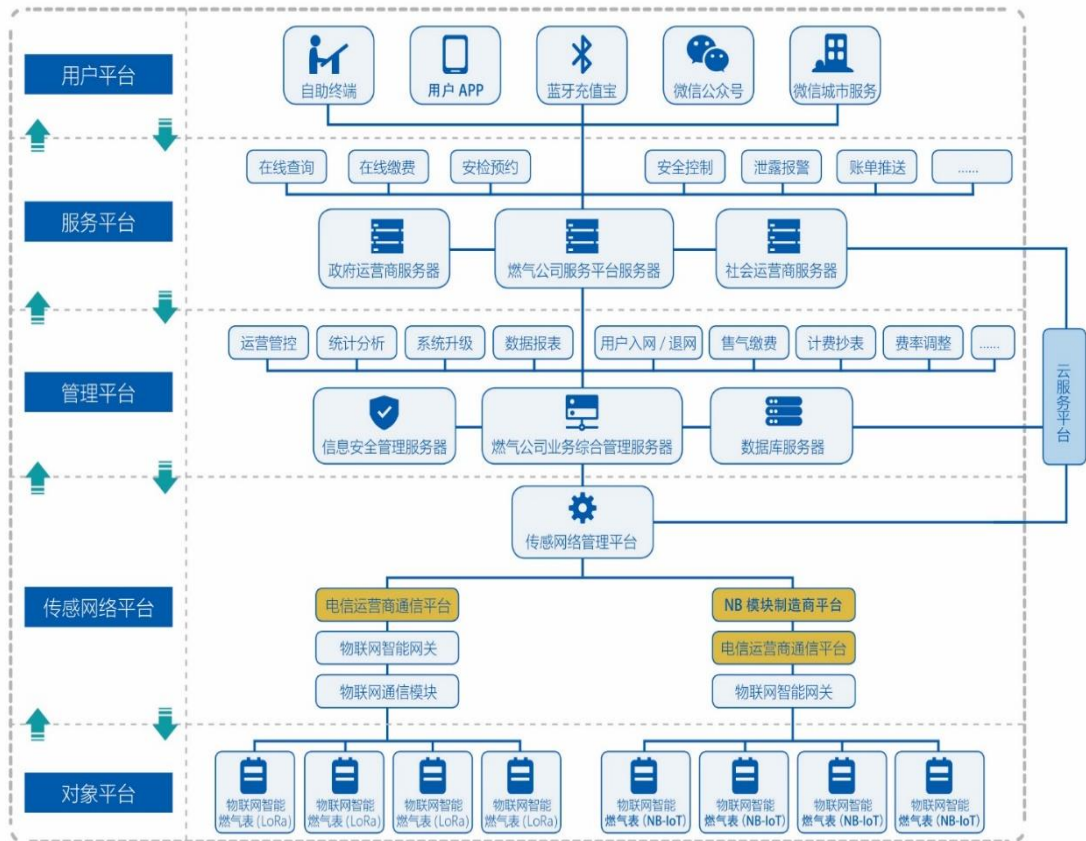 用户平台
自助终端
用户 APP
蓝牙充值宝
微信公众号
微信城市服务
服务平台
在线查询
在线缴费
安检预约
安全控制
泄露报警
账单推送
......
政府运营商服务器
燃气公司服务平台服务器
社会运营商服务器
管理平台
运营管控
统计分析
系统升级
数据报表
用户入网 / 退网
售气缴费
计费抄表
费率调整
......
信息安全管理服务器
燃气公司业务综合管理服务器
数据库服务器
云服务平台
传感网络平台
传感网络管理平台
电信运营商通信平台
物联网智能网关
物联网通信模块
NB 模块制造商平台
电信运营商通信平台
物联网智能网关
对象平台
物联网智能
燃气表 (LoRa)
物联网智能
燃气表 (LoRa)
物联网智能
燃气表 (LoRa)
物联网智能
燃气表 (LoRa)
物联网智能
燃气表 (NB-IoT)
物联网智能
燃气表 (NB-IoT)
物联网智能
燃气表 (NB-IoT)
物联网智能
燃气表 (NB-IoT)